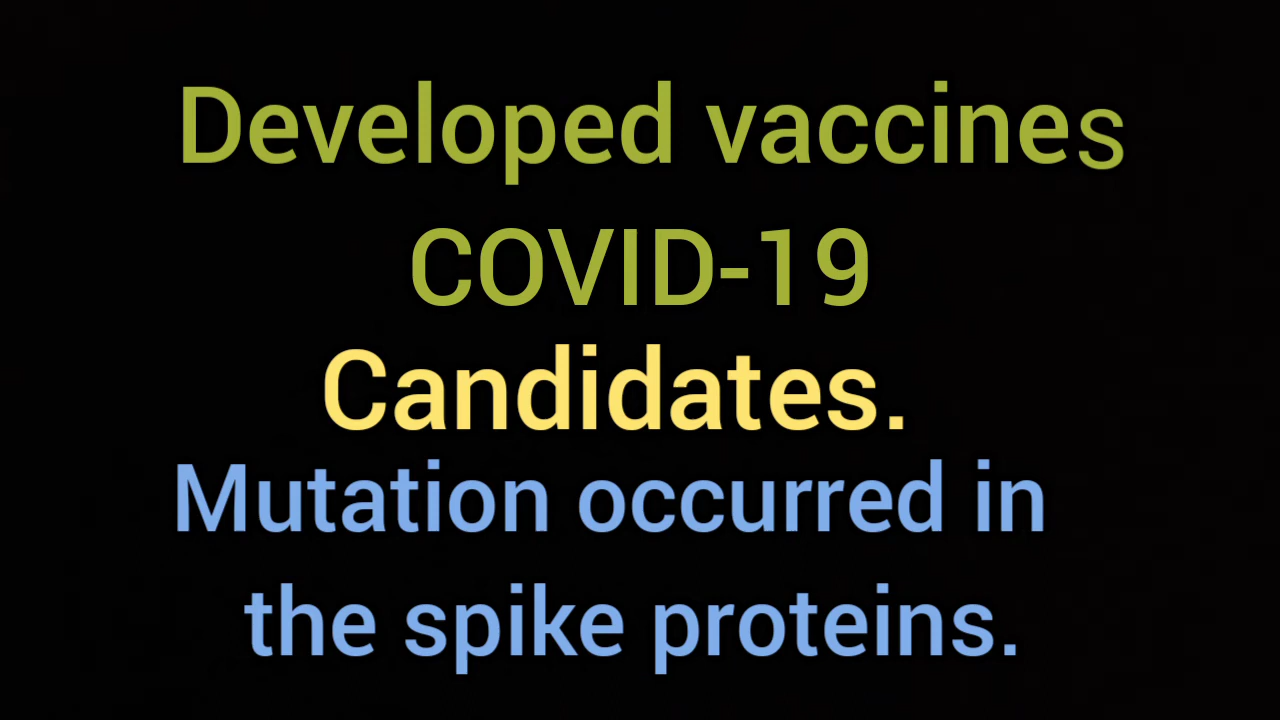 Developed vaccines
COVID-19
Candidates.
Mutation occurred in
the spike proteins.